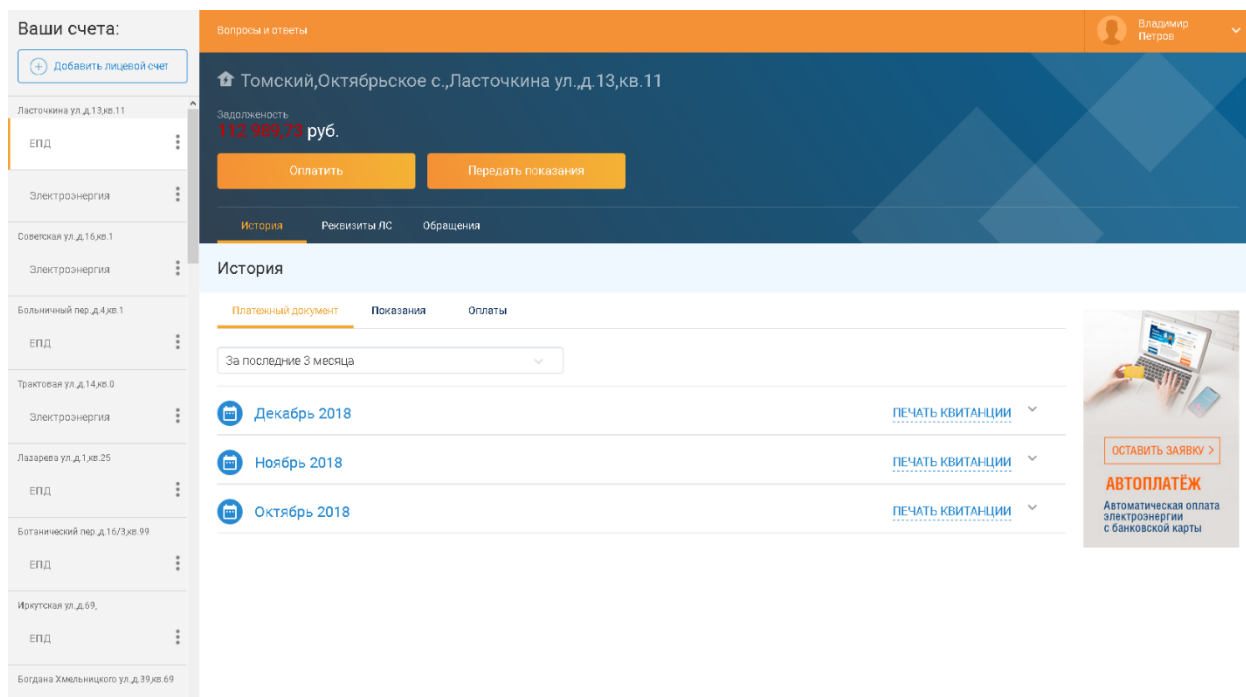 Ваши счета:
Добавить лицевой счет
Ласточкина ул.,д.13,кв.11
ЕПД
Электроэнергия
Советская ул.,д.16,кв.1
Электроэнергия
Больничный пер.,д.4,кв.1
ЕПД
Трактовая ул.,д.14,кв.0
Электроэнергия
Лазарева ул.,д.1,кв.25
ЕПД
Ботанический пер.,д.16/3,кв.99
ЕПД
Иркутская ул.,д.69,
ЕПД
Богдана Хмельницкого ул.,д.39,кв.69
Вопросы и ответы
Владимир
Петров
Томский,Октябрьское с.,Ласточкина ул.,д.13,кв.11
Задолженость
112 989,73 руб.
Оплатить
Передать показания
История
Реквизиты ЛС
Обращения
История
Платежный документ
Показания
Оплаты
За последние 3 месяца
Декабрь 2018
ПЕЧАТЬ КВИТАНЦИИ
Ноябрь 2018
ПЕЧАТЬ КВИТАНЦИИ
Октябрь 2018
ПЕЧАТЬ КВИТАНЦИИ
ОСТАВИТЬ ЗАЯВКУ >
АВТОПЛАТЁЖ
Автоматическая оплата
электроэнергии
с банковской карты